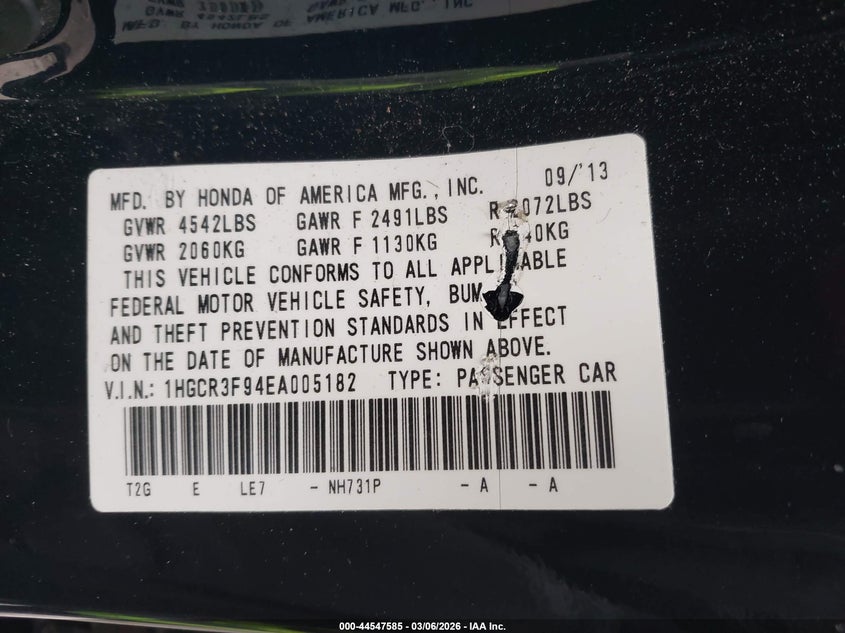 MFD. BY HONDA OF AMERICA MFG., INC. 09/'13
GVWR 4542LBS GAWR F 2491LBS R 2072LBS
GVWR 2060KG GAWR F 1130KG
THIS VEHICLE CONFORMS TO ALL APPLICABLE
FEDERAL MOTOR VEHICLE SAFETY, BUM
AND THEFT PREVENTION STANDARDS IN EFFECT
ON THE DATE OF MANUFACTURE SHOWN ABOVE.
V.I.N.: 1HGCR3F94EA005182 TYPE: PASSENGER CAR
T2G E LE7 - NH731P - A - A
000-44547585 - 03/06/2026 - IAA Inc.